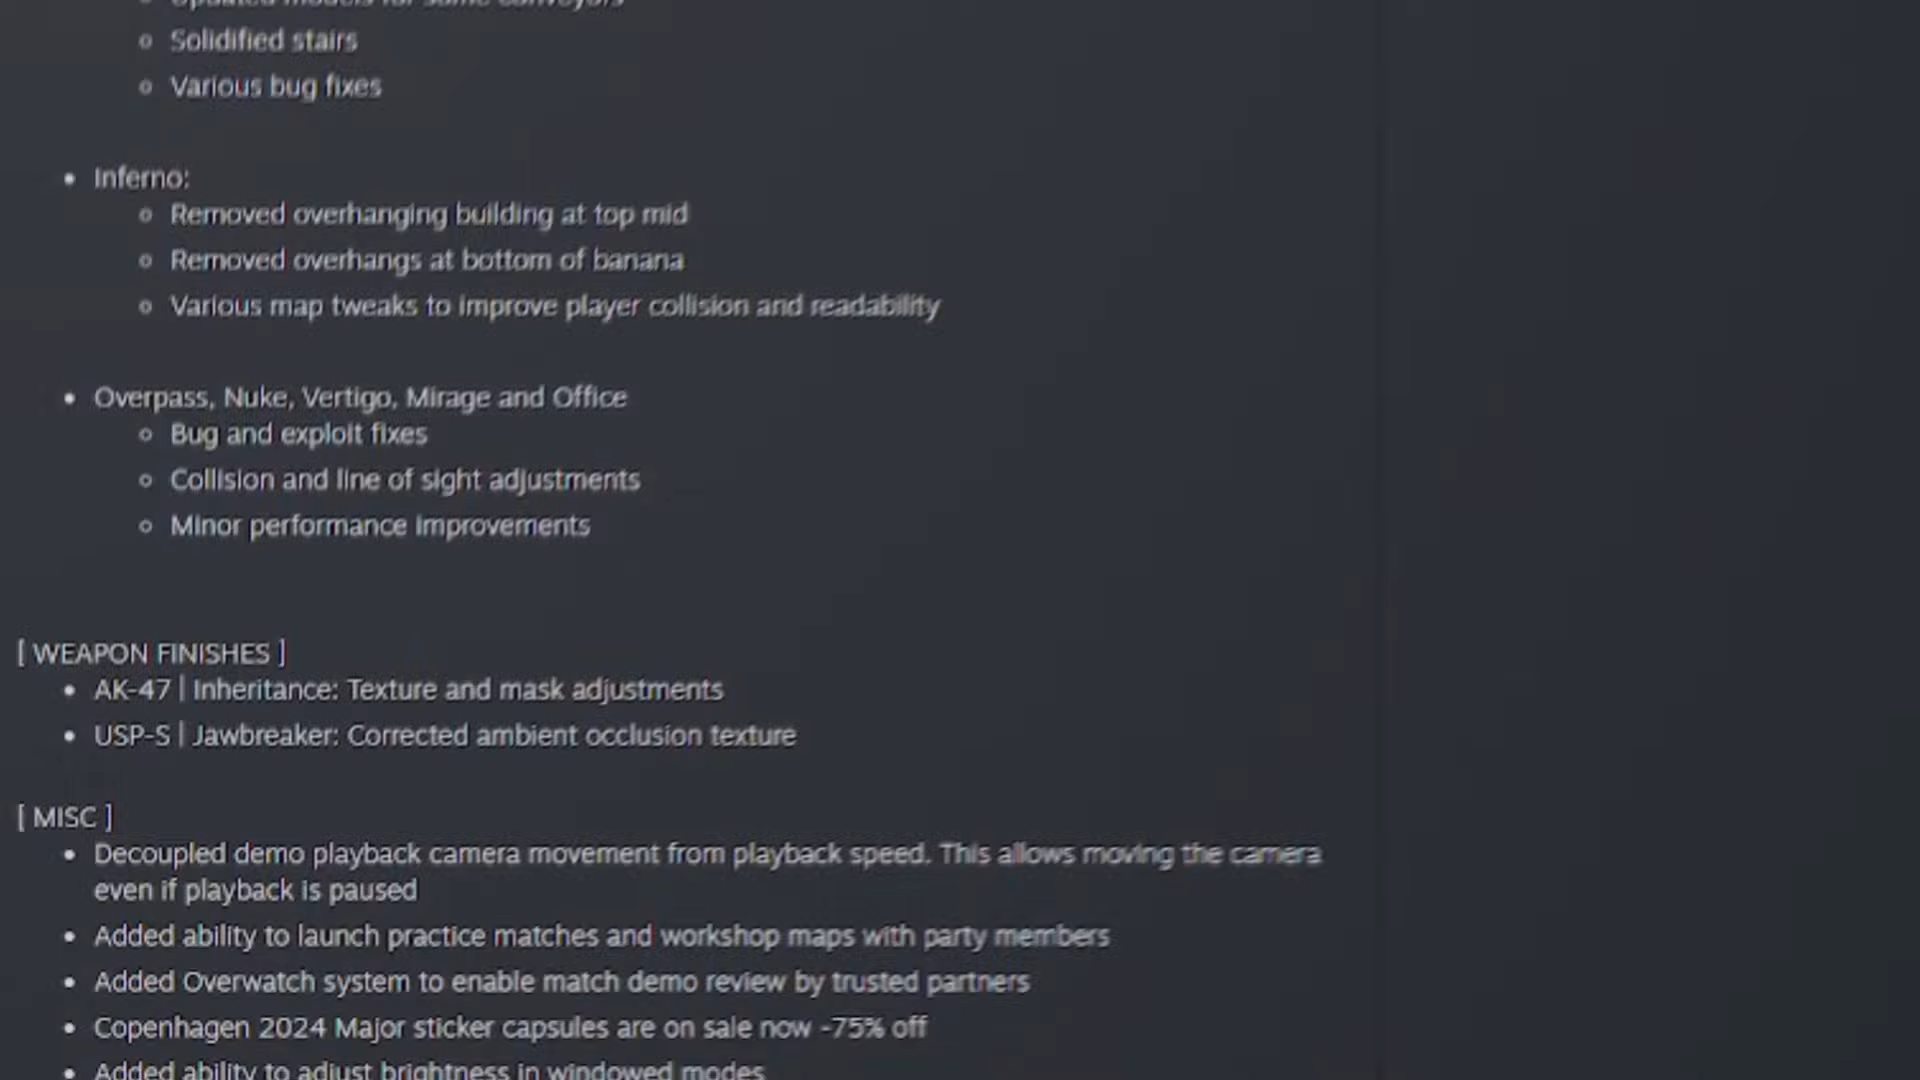 Updated models for some conveyors
Solidified stairs
Various bug fixes
Inferno:
Removed overhanging building at top mid
Removed overhangs at bottom of banana
Various map tweaks to improve player collision and readability
Overpass, Nuke, Vertigo, Mirage and Office
Bug and exploit fixes
Collision and line of sight adjustments
Minor performance improvements
[ WEAPON FINISHES ]
AK-47 | Inheritance: Texture and mask adjustments
USP-S | Jawbreaker: Corrected ambient occlusion texture
[ MISC ]
Decoupled demo playback camera movement from playback speed. This allows moving the camera
even if playback is paused
Added ability to launch practice matches and workshop maps with party members
Added Overwatch system to enable match demo review by trusted partners
Copenhagen 2024 Major sticker capsules are on sale now -75% off
Added ability to adjust brightness in windowed modes